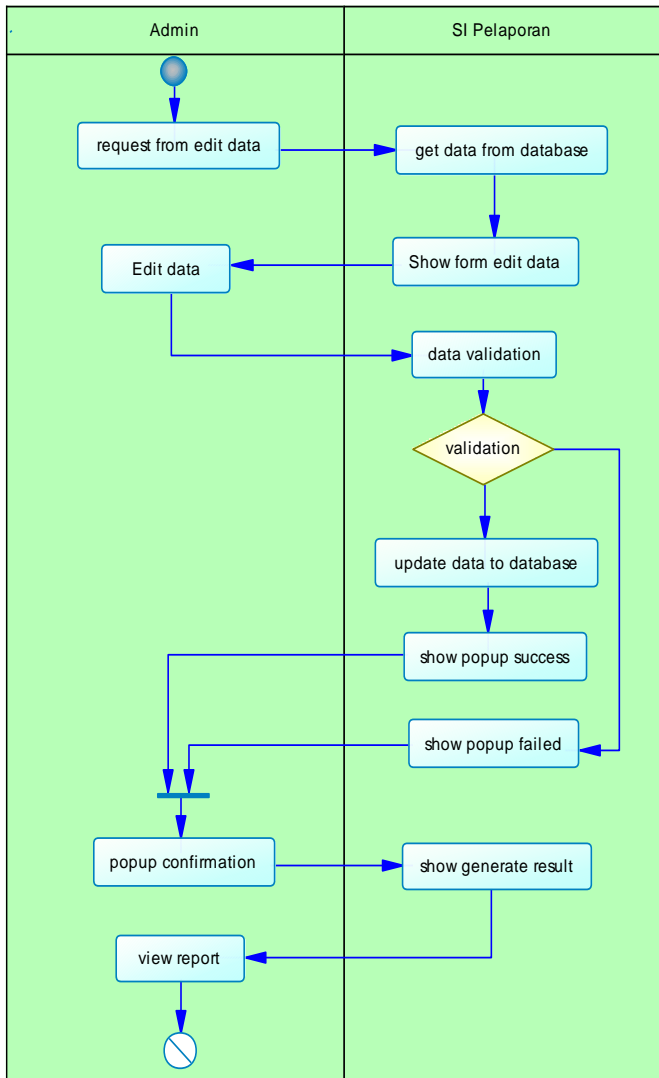 Admin
SI Pelaporan
request from edit data
get data from database
Show form edit data
Edit data
data validation
validation
update data to database
show popup success
show popup failed
popup confirmation
show generate result
view report